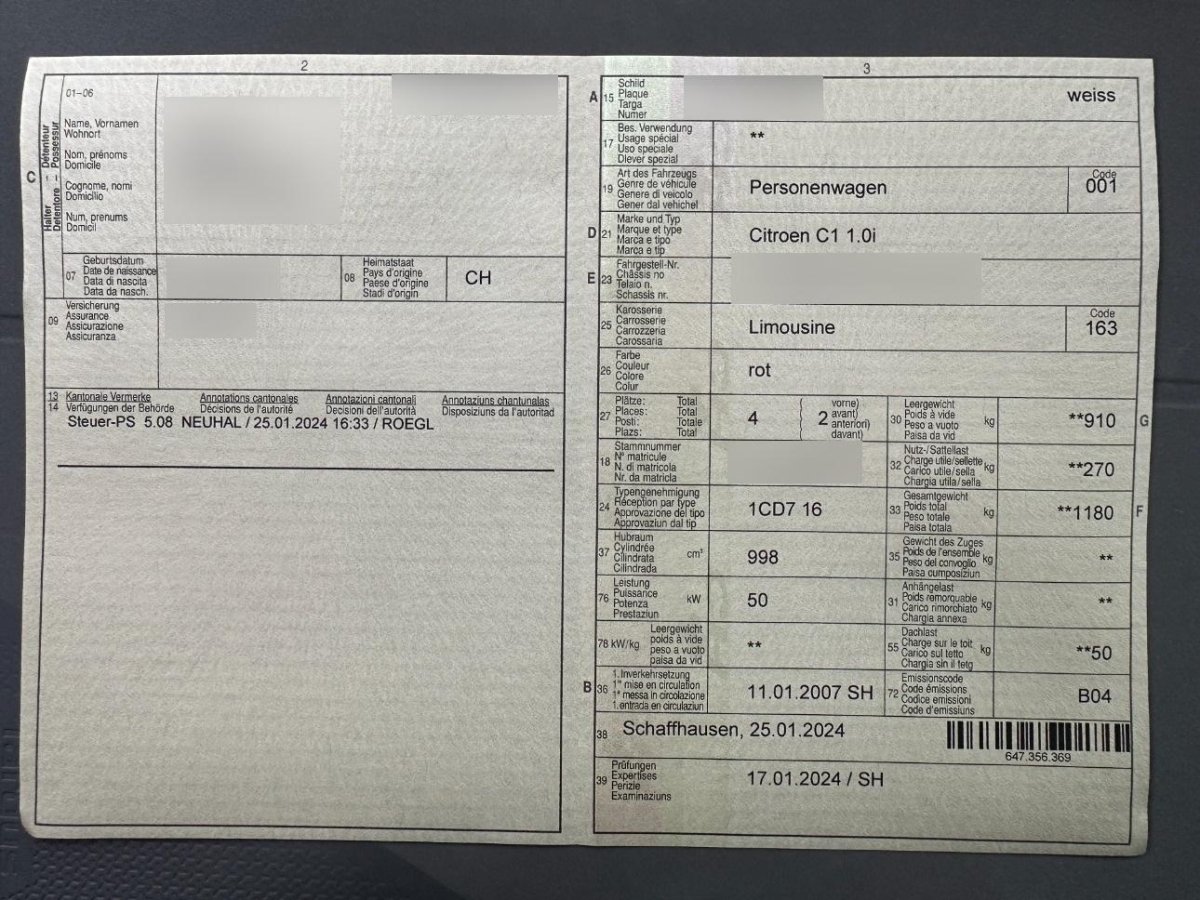 2
01–06
Name, Vornamen
Wohnort
Nom, prénoms
Domicile
Cognome, nomi
Domicilio
Num, prenums
Domicil
C
Halter – Détenteur
Detentore – Possessur
07
Geburtsdatum
Date de naissance
Data di nascita
Data da nasch.
08
Heimatstaat
Pays d'origine
Paese d'origine
Stadi d'origin
CH
09
Versicherung
Assurance
Assicurazione
Assicuranza
13 Kantonale Vermerke Annotations cantonales Annotazioni cantonali Annotaziuns chantunalas
14 Verfügungen der Behörde Décisions de l'autorité Decisioni dell'autorità Disposiziuns da l'autoritad
Steuer-PS 5.08 NEUHAL / 25.01.2024 16:33 / ROEGL
3
A 15
Schild
Plaque
Targa
Numer
weiss
17
Bes. Verwendung
Usage spécial
Uso speciale
Diever spezial
**
19
Art des Fahrzeugs
Genre de véhicule
Genere di veicolo
Gener dal vehichel
Personenwagen
Code
001
D 21
Marke und Typ
Marque et type
Marca e tipo
Marca e tip
Citroen C1 1.0i
E 23
Fahrgestell-Nr.
Châssis no
Telaio n.
Schassis nr.
25
Karosserie
Carrosserie
Carrozzeria
Carossaria
Limousine
Code
163
26
Farbe
Couleur
Colore
Colur
rot
27
Plätze: Total
Places: Total
Posti: Totale
Plazs: Total
4
2
vorne)
avant)
anteriori)
davant)
30
Leergewicht
Poids à vide
Peso a vuoto
Paisa da vid
kg
**910
G
18
Stammnummer
N° matricule
N. di matricola
Nr. da matricla
32
Nutz-/Sattellast
Charge utile/sellette
Carico utile/sella
Chargia utila/sella
kg
**270
24
Typengenehmigung
Réception par type
Approvazione del tipo
Approvaziun dal tip
1CD7 16
33
Gesamtgewicht
Poids total
Peso totale
Paisa totala
kg
**1180
F
37
Hubraum
Cylindrée
Cilindrata
Cilindrada
cm³
998
35
Gewicht des Zuges
Poids de l'ensemble
Peso del convoglio
Paisa cumposiziun
kg
**
76
Leistung
Puissance
Potenza
Prestaziun
kW
50
31
Anhängelast
Poids remorquable
Carico rimorchiato
Chargia annexa
kg
**
78 kW/kg
Leergewicht
poids à vide
peso a vuoto
paisa da vid
**
55
Dachlast
Charge sur le toit
Carico sul tetto
Chargia sin il tetg
kg
**50
B 36
1.Inverkehrsetzung
1re mise en circulation
1a messa in circolazione
1.entrada en circulaziun
11.01.2007 SH
72
Emissionscode
Code émissions
Codice emissioni
Code d'emissiuns
B04
38
Schaffhausen, 25.01.2024
647.356.369
39
Prüfungen
Expertises
Perizie
Examinaziuns
17.01.2024 / SH